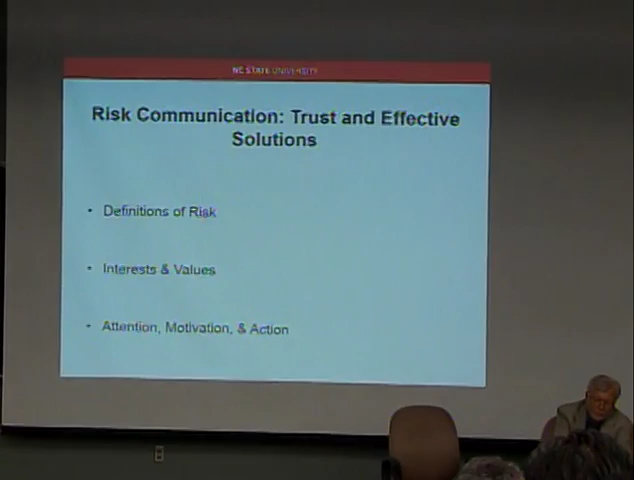 NC STATE UNIVERSITY
Risk Communication: Trust and Effective
Solutions
• Definitions of Risk
• Interests & Values
• Attention, Motivation, & Action